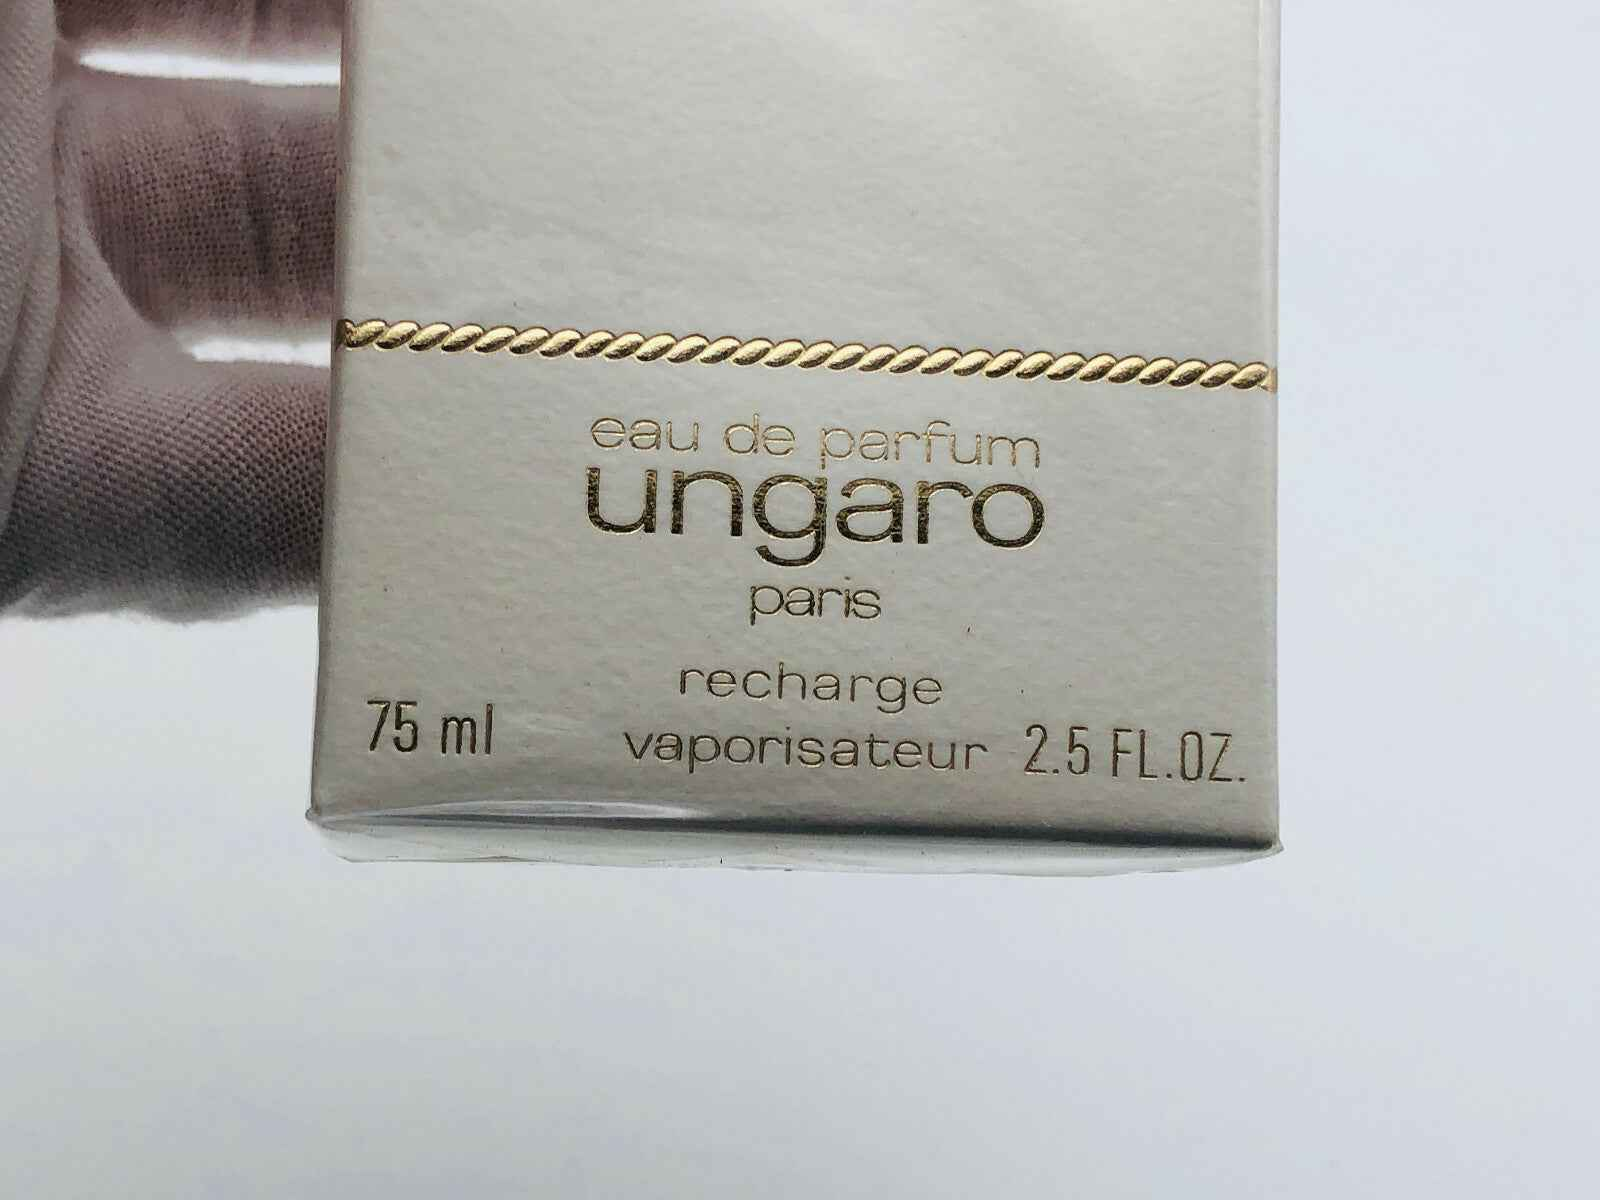 eau de parfum
ungaro
paris
recharge
75 ml vaporisateur 2.5 FL.OZ.